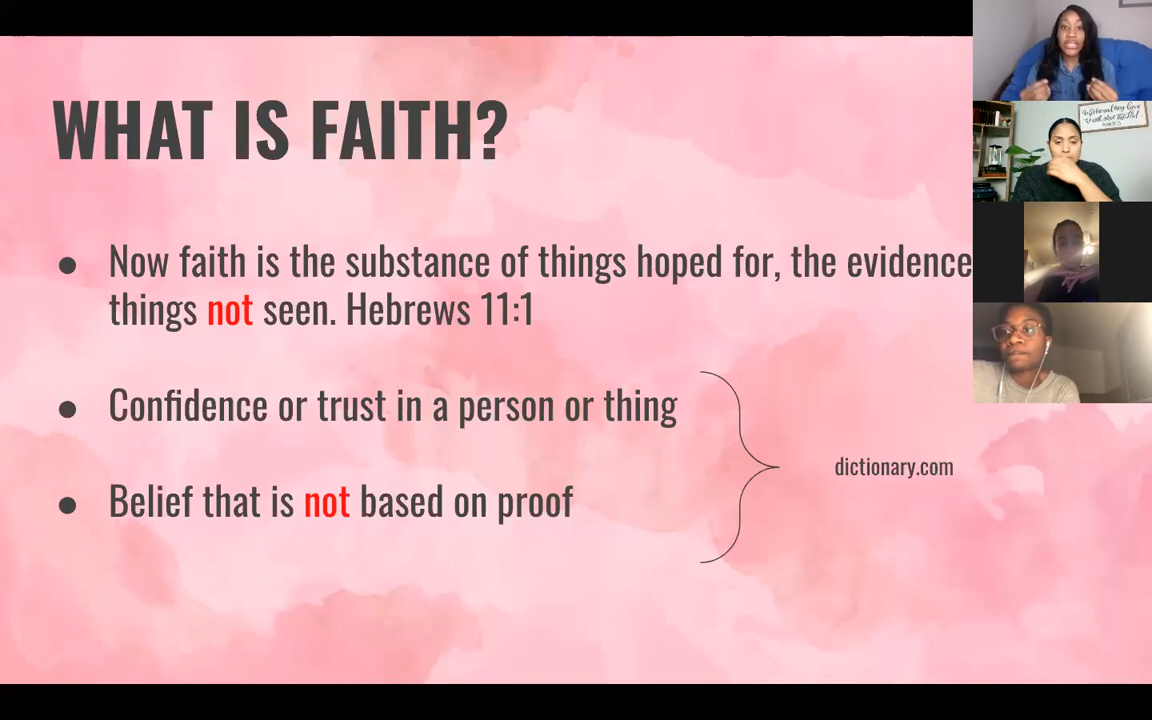 WHAT IS FAITH?
● Now faith is the substance of things hoped for, the evidence
things not seen. Hebrews 11:1
● Confidence or trust in a person or thing
● Belief that is not based on proof
dictionary.com